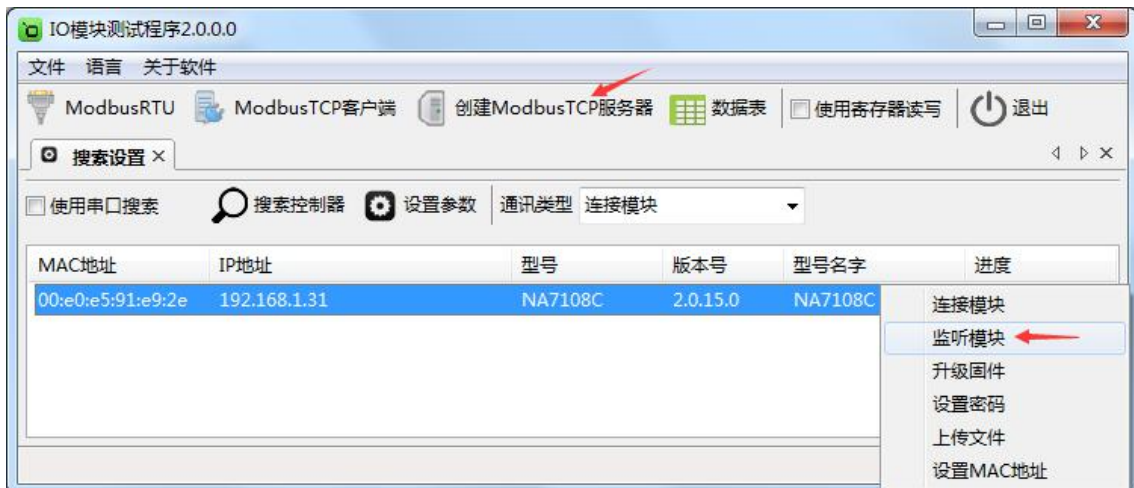 IO模块测试程序2.0.0.0
文件 语言 关于软件
ModbusRTU ModbusTCP客户端 创建ModbusTCP服务器 数据表 使用寄存器读写 退出
搜索设置
使用串口搜索 搜索控制器 设置参数 通讯类型 连接模块
MAC地址 IP地址 型号 版本号 型号名字 进度
00:e0:e5:91:e9:2e 192.168.1.31 NA7108C 2.0.15.0 NA7108C
连接模块
监听模块
升级固件
设置密码
上传文件
设置MAC地址